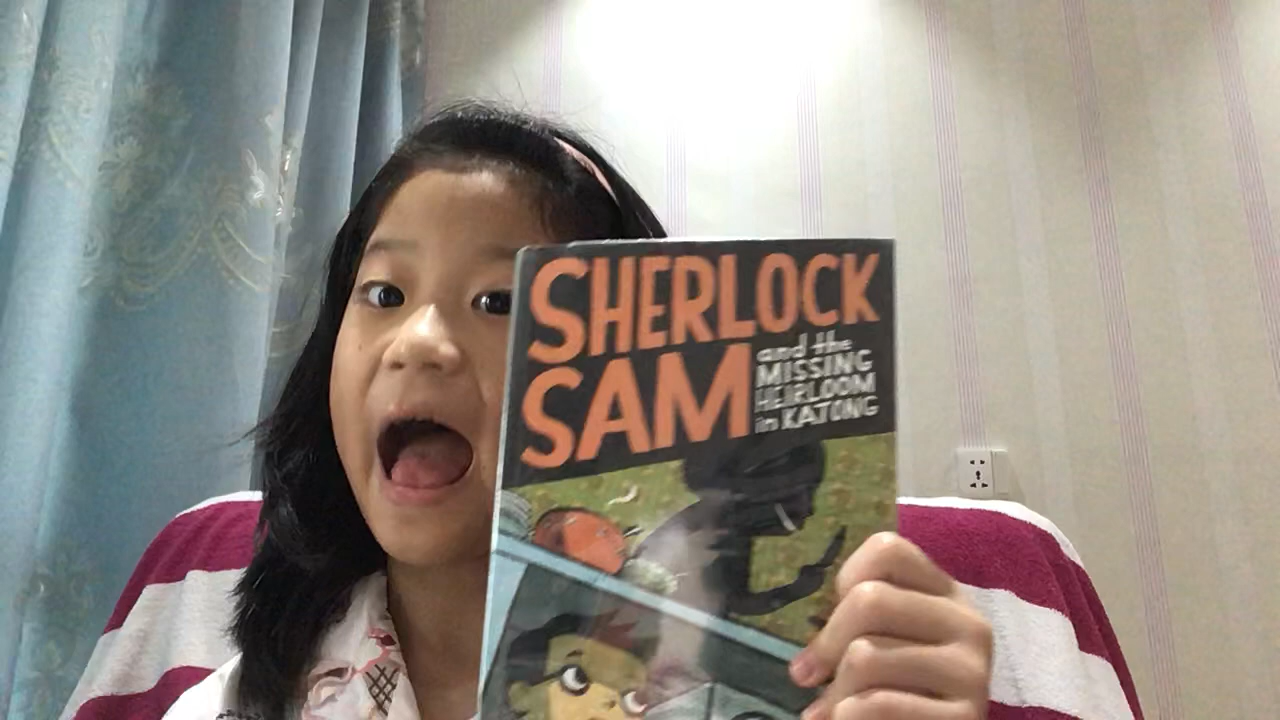 SHERLOCK
SAM
and the
MISSING
HEIRLOOM
in KATONG